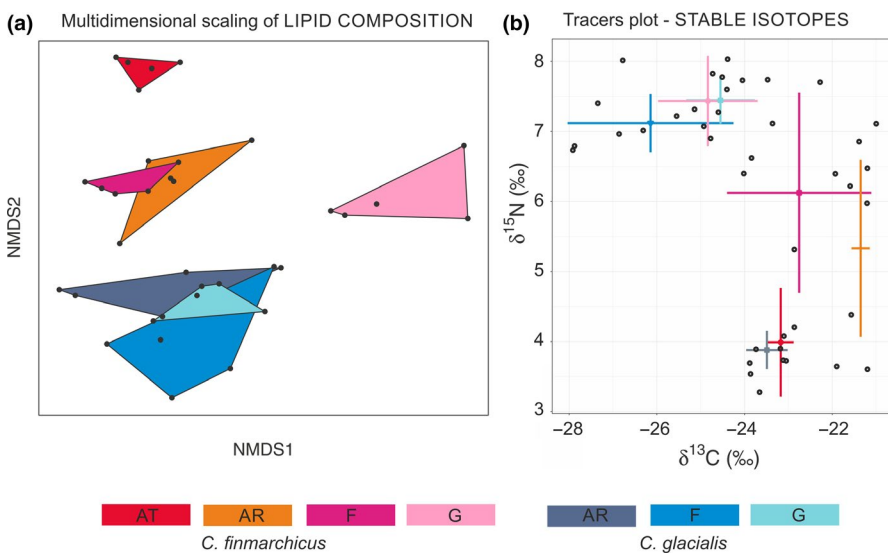 (a) Multidimensional scaling of LIPID COMPOSITION
NMDS2
NMDS1
(b) Tracers plot - STABLE ISOTOPES
δ¹⁵N (‰)
8
7
6
5
4
3
−28 −26 −24 −22
δ¹³C (‰)
AT AR F G
C. finmarchicus
AR F G
C. glacialis